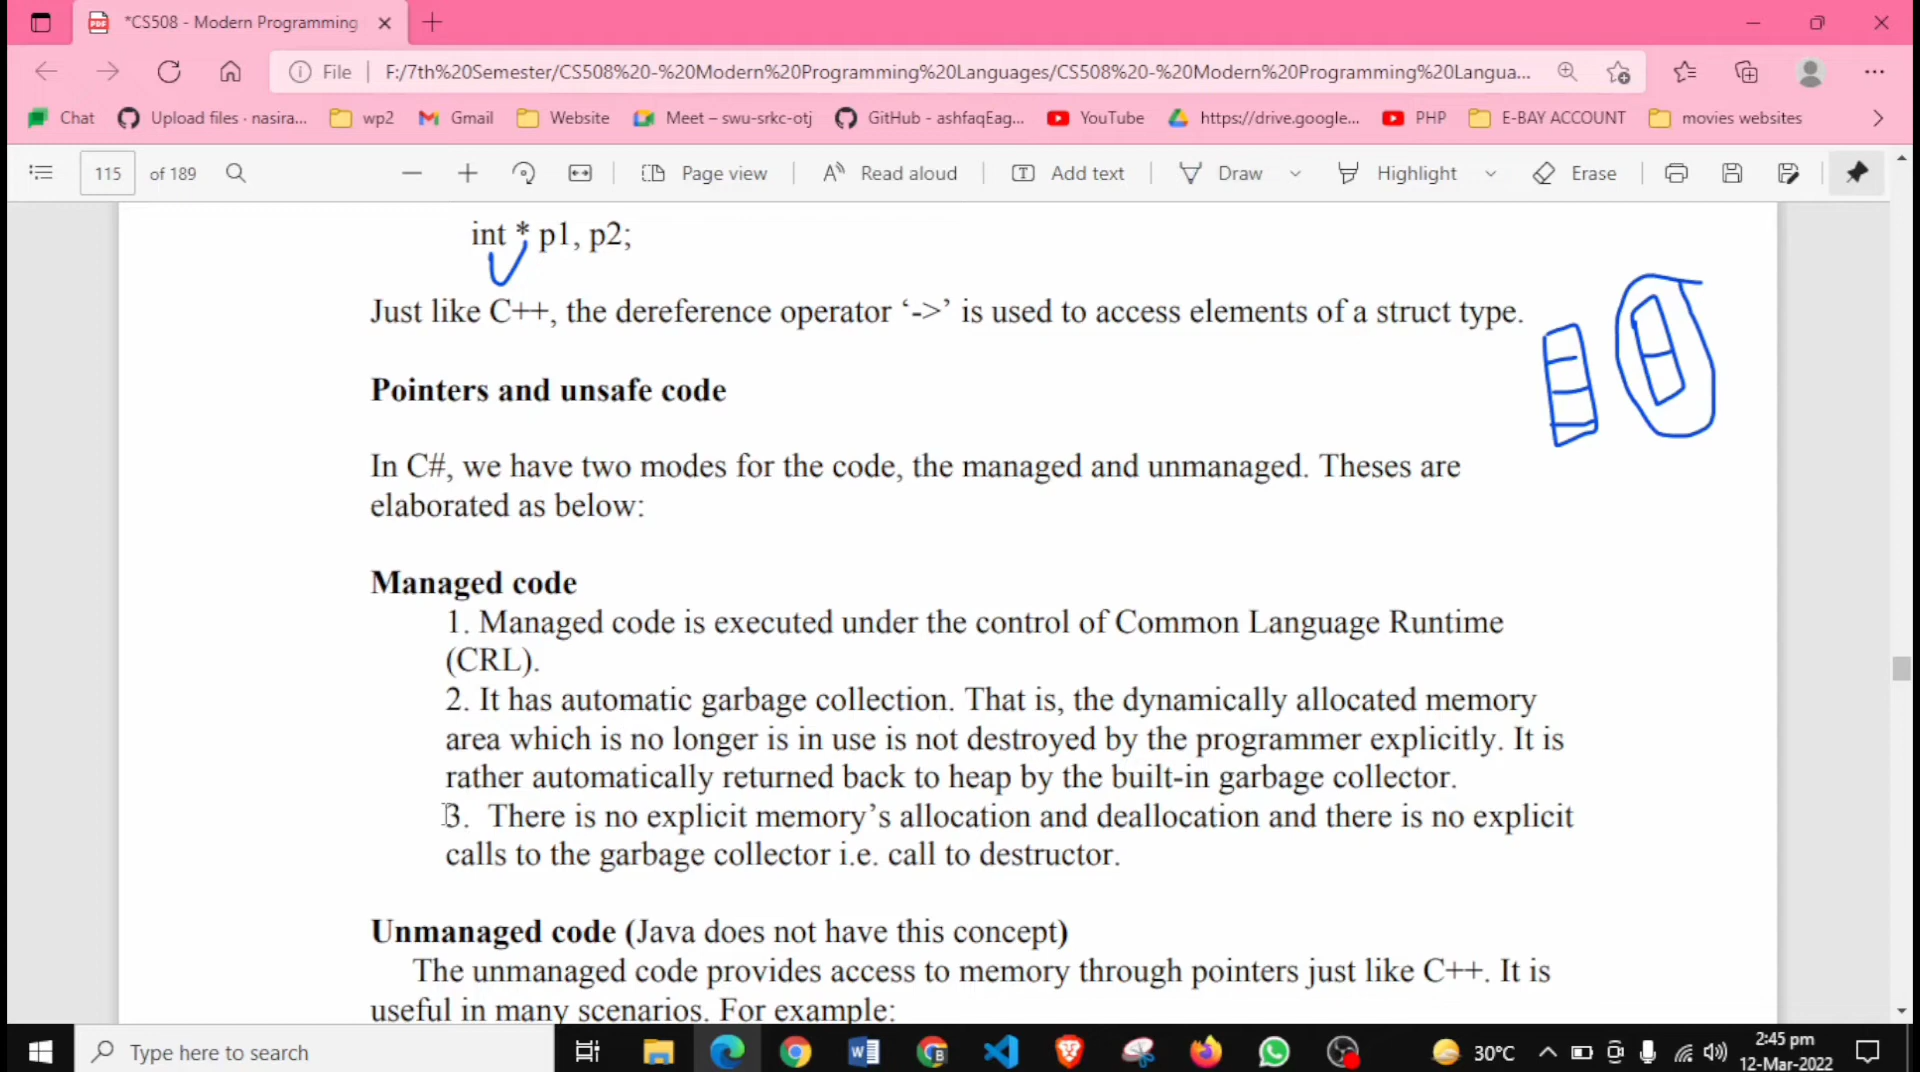 *CS508 - Modern Programming
File
F:/7th%20Semester/CS508%20-%20Modern%20Programming%20Languages/CS508%20-%20Modern%20Programming%20Langua...
Chat
Upload files · nasira...
wp2
Gmail
Website
Meet – swu-srkc-otj
GitHub - ashfaqEag...
YouTube
https://drive.google...
PHP
E-BAY ACCOUNT
movies websites
115
of 189
Page view
Read aloud
Add text
Draw
Highlight
Erase
int * p1, p2;
Just like C++, the dereference operator ‘->’ is used to access elements of a struct type.
Pointers and unsafe code
In C#, we have two modes for the code, the managed and unmanaged. Theses are
elaborated as below:
Managed code
1. Managed code is executed under the control of Common Language Runtime
(CRL).
2. It has automatic garbage collection. That is, the dynamically allocated memory
area which is no longer is in use is not destroyed by the programmer explicitly. It is
rather automatically returned back to heap by the built-in garbage collector.
3. There is no explicit memory’s allocation and deallocation and there is no explicit
calls to the garbage collector i.e. call to destructor.
Unmanaged code (Java does not have this concept)
The unmanaged code provides access to memory through pointers just like C++. It is
useful in many scenarios. For example:
Type here to search
30°C
2:45 pm
12-Mar-2022